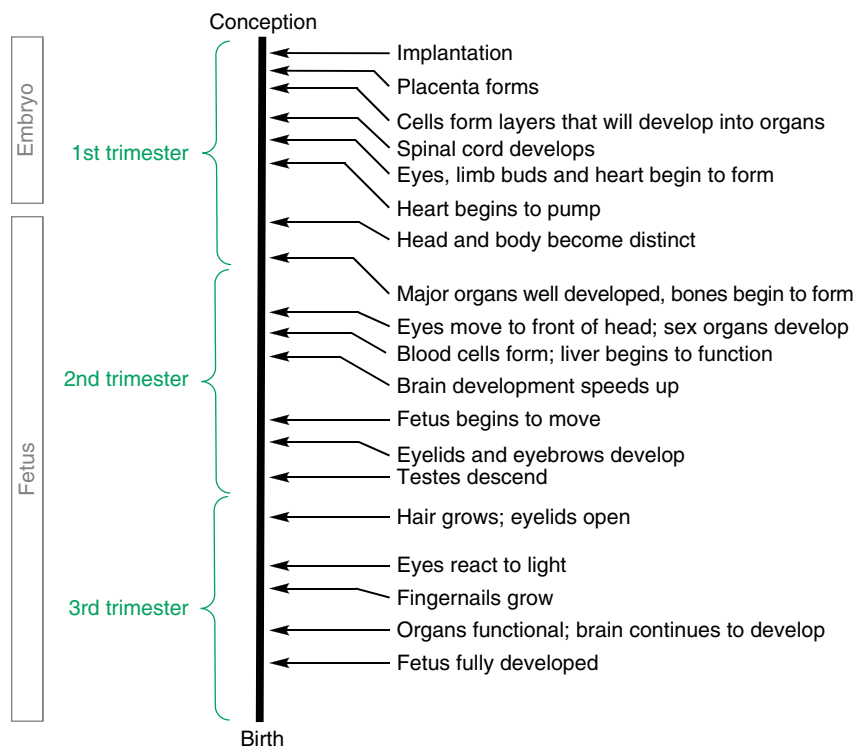 Conception
Implantation
Placenta forms
Cells form layers that will develop into organs
Spinal cord develops
Eyes, limb buds and heart begin to form
Heart begins to pump
Head and body become distinct
Major organs well developed, bones begin to form
Eyes move to front of head; sex organs develop
Blood cells form; liver begins to function
Brain development speeds up
Fetus begins to move
Eyelids and eyebrows develop
Testes descend
Hair grows; eyelids open
Eyes react to light
Fingernails grow
Organs functional; brain continues to develop
Fetus fully developed
Birth
1st trimester
2nd trimester
3rd trimester
Embryo
Fetus